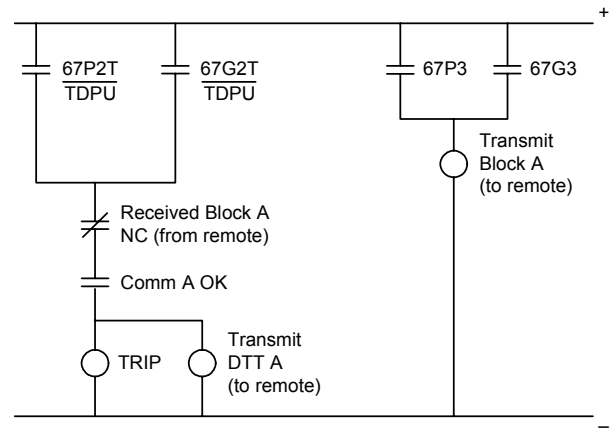 +
67P2T
TDPU
67G2T
TDPU
67P3
67G3
Transmit
Block A
(to remote)
Received Block A
NC (from remote)
Comm A OK
TRIP
Transmit
DTT A
(to remote)
–